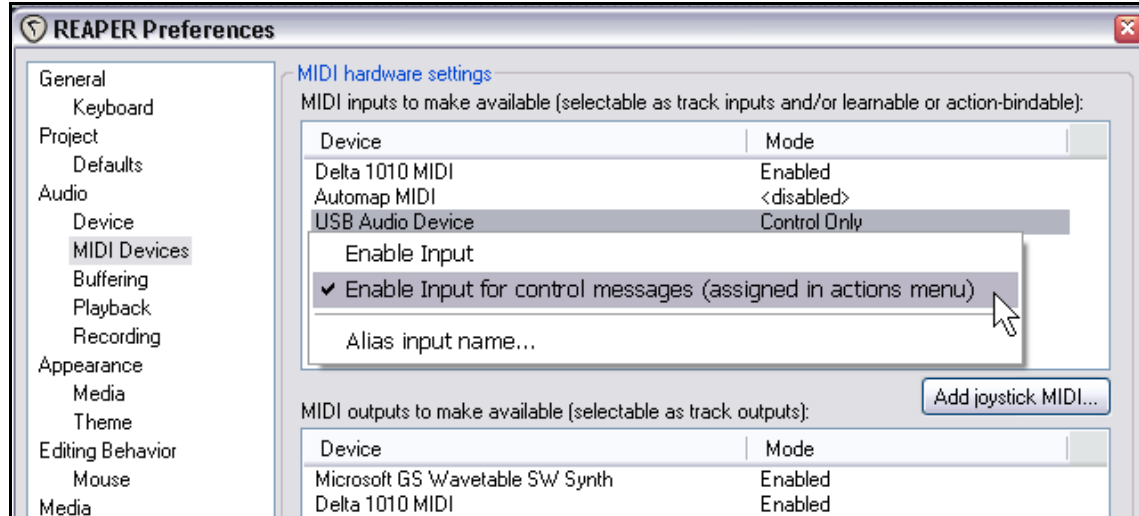 REAPER Preferences
General
Keyboard
Project
Defaults
Audio
Device
MIDI Devices
Buffering
Playback
Recording
Appearance
Media
Theme
Editing Behavior
Mouse
Media
MIDI hardware settings
MIDI inputs to make available (selectable as track inputs and/or learnable or action-bindable):
Device Mode
Delta 1010 MIDI Enabled
Automap MIDI <disabled>
USB Audio Device Control Only
Enable Input
Enable Input for control messages (assigned in actions menu)
Alias input name...
Add joystick MIDI...
MIDI outputs to make available (selectable as track outputs):
Device Mode
Microsoft GS Wavetable SW Synth Enabled
Delta 1010 MIDI Enabled